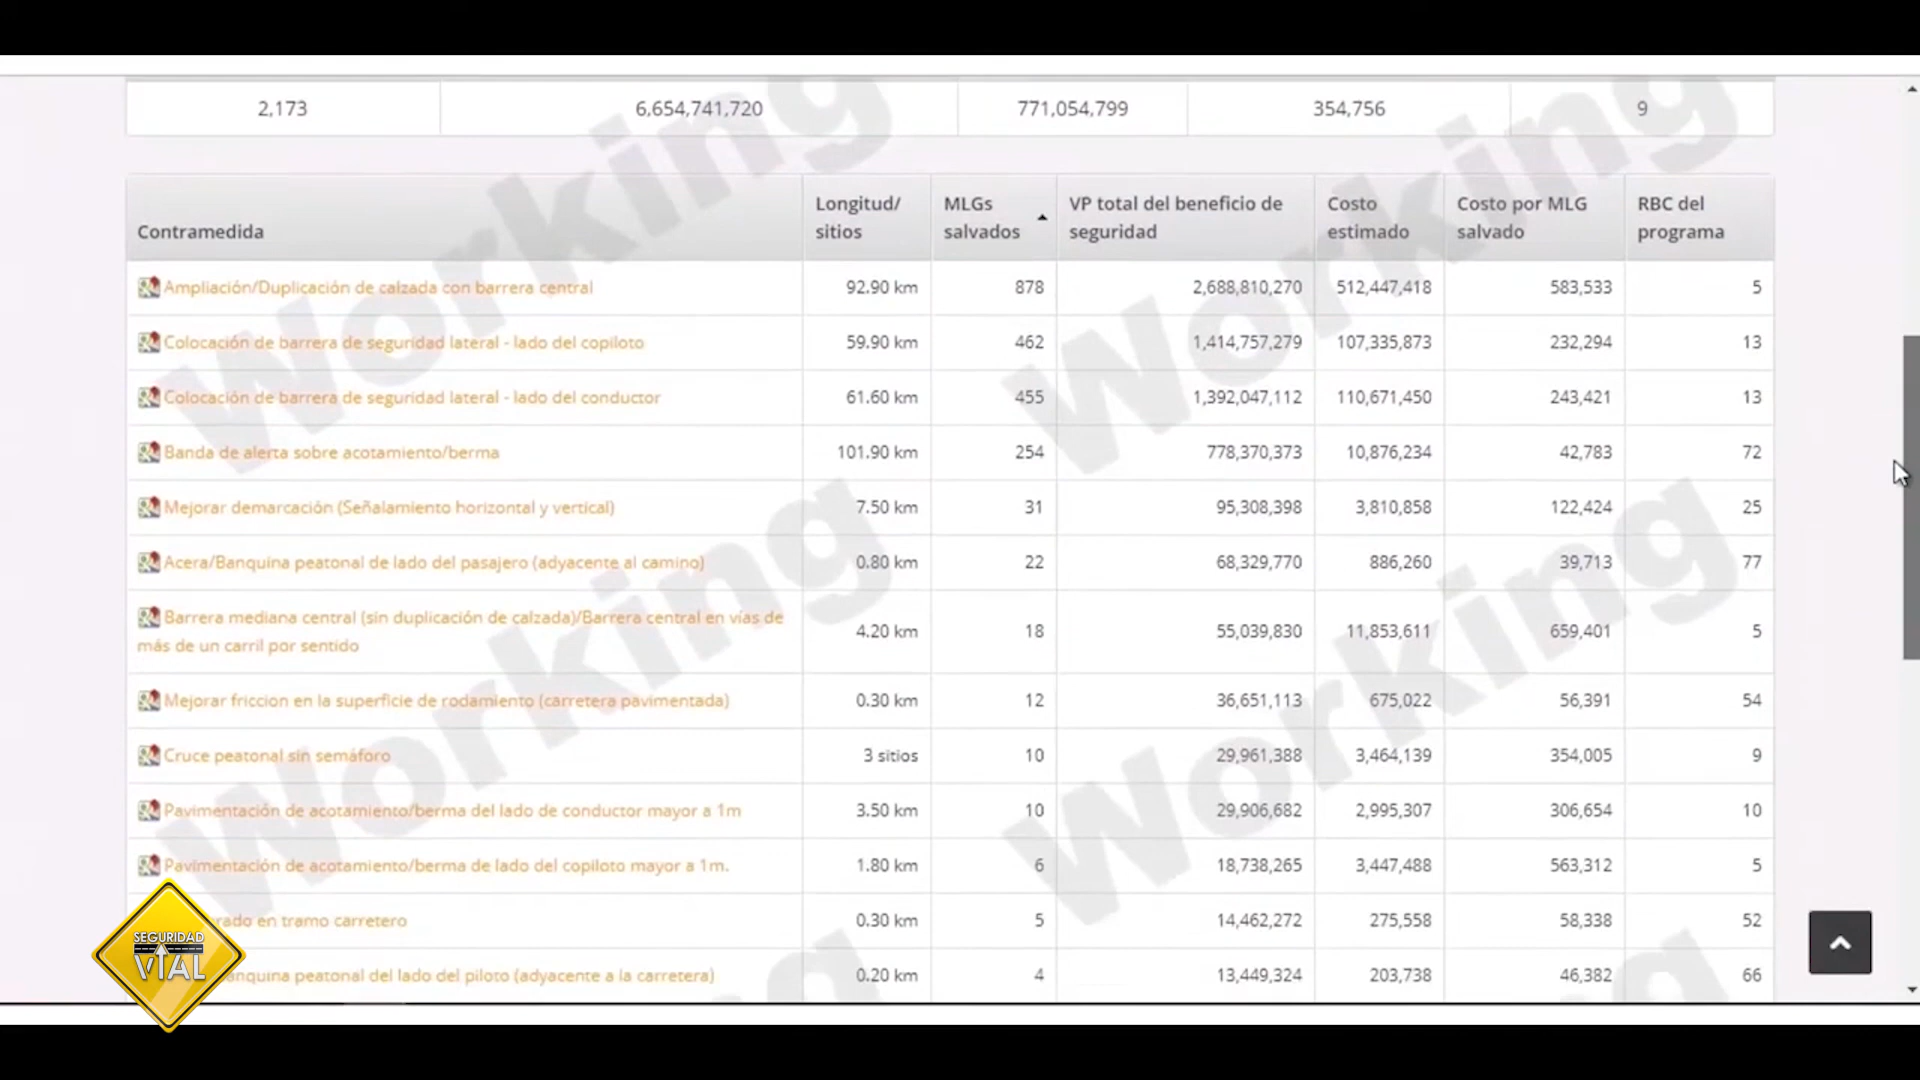 2,173 6,654,741,720 771,054,799 354,756 9
Contramedida Longitud/ sitios MLGs salvados VP total del beneficio de seguridad Costo estimado Costo por MLG salvado RBC del programa
Ampliación/Duplicación de calzada con barrera central 92.90 km 878 2,688,810,270 512,447,418 583,533 5
Colocación de barrera de seguridad lateral - lado del copiloto 59.90 km 462 1,414,757,279 107,335,873 232,294 13
Colocación de barrera de seguridad lateral - lado del conductor 61.60 km 455 1,392,047,112 110,671,450 243,421 13
Banda de alerta sobre acotamiento/berma 101.90 km 254 778,370,373 10,876,234 42,783 72
Mejorar demarcación (Señalamiento horizontal y vertical) 7.50 km 31 95,308,398 3,810,858 122,424 25
Acera/Banquina peatonal de lado del pasajero (adyacente al camino) 0.80 km 22 68,329,770 886,260 39,713 77
Barrera mediana central (sin duplicación de calzada)/Barrera central en vías de
más de un carril por sentido 4.20 km 18 55,039,830 11,853,611 659,401 5
Mejorar friccion en la superficie de rodamiento (carretera pavimentada) 0.30 km 12 36,651,113 675,022 56,391 54
Cruce peatonal sin semáforo 3 sitios 10 29,961,388 3,464,139 354,005 9
Pavimentación de acotamiento/berma del lado de conductor mayor a 1m 3.50 km 10 29,906,682 2,995,307 306,654 10
Pavimentación de acotamiento/berma de lado del copiloto mayor a 1m. 1.80 km 6 18,738,265 3,447,488 563,312 5
rado en tramo carretero 0.30 km 5 14,462,272 275,558 58,338 52
anquina peatonal del lado del piloto (adyacente a la carretera) 0.20 km 4 13,449,324 203,738 46,382 66
Working
Working
Working
Working
SEGURIDAD
VIAL